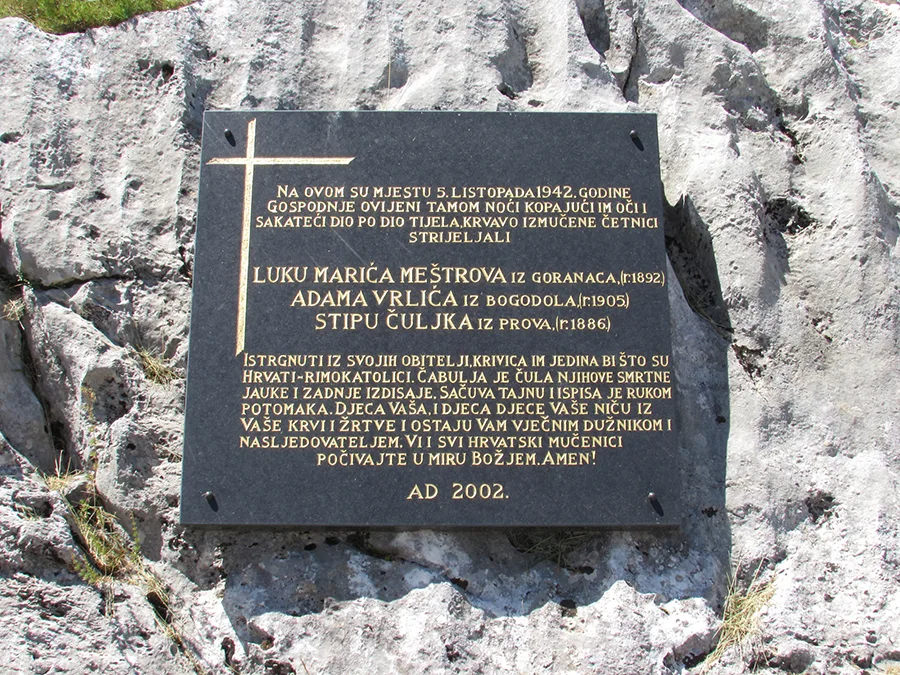 NA OVOM SU MJESTU 5. LISTOPADA 1942. GODINE
GOSPODNJE OVIJENI TAMOM NOĆI KOPAJUĆI IM OČI I
SAKATEĆI DIO PO DIO TIJELA, KRVAVO IZMUČENE ČETNICI
STRIJELJALI
LUKU MARIĆA MEŠTROVA IZ GORANACA, (r. 1892)
ADAMA VRLIĆA IZ BOGODOLA, (r. 1905)
STIPU ČULJKA IZ PROVA, (r. 1886)
ISTRGNUTI IZ SVOJIH OBITELJI, KRIVICA IM JEDINA BI ŠTO SU
HRVATI-RIMOKATOLICI. ČABULJA JE ČULA NJIHOVE SMRTNE
JAUKE I ZADNJE IZDISAJE. SAČUVA TAJNU I ISPISA JE RUKOM
POTOMAKA. DJECA VAŠA, I DJECA DJECE VAŠE NIČU IZ
VAŠE KRVI I ŽRTVE I OSTAJU VAM VJEČNIM DUŽNIKOM I
NASLJEDOVATELJEM. VI I SVI HRVATSKI MUČENICI
POČIVAJTE U MIRU BOŽJEM. AMEN!
AD 2002.